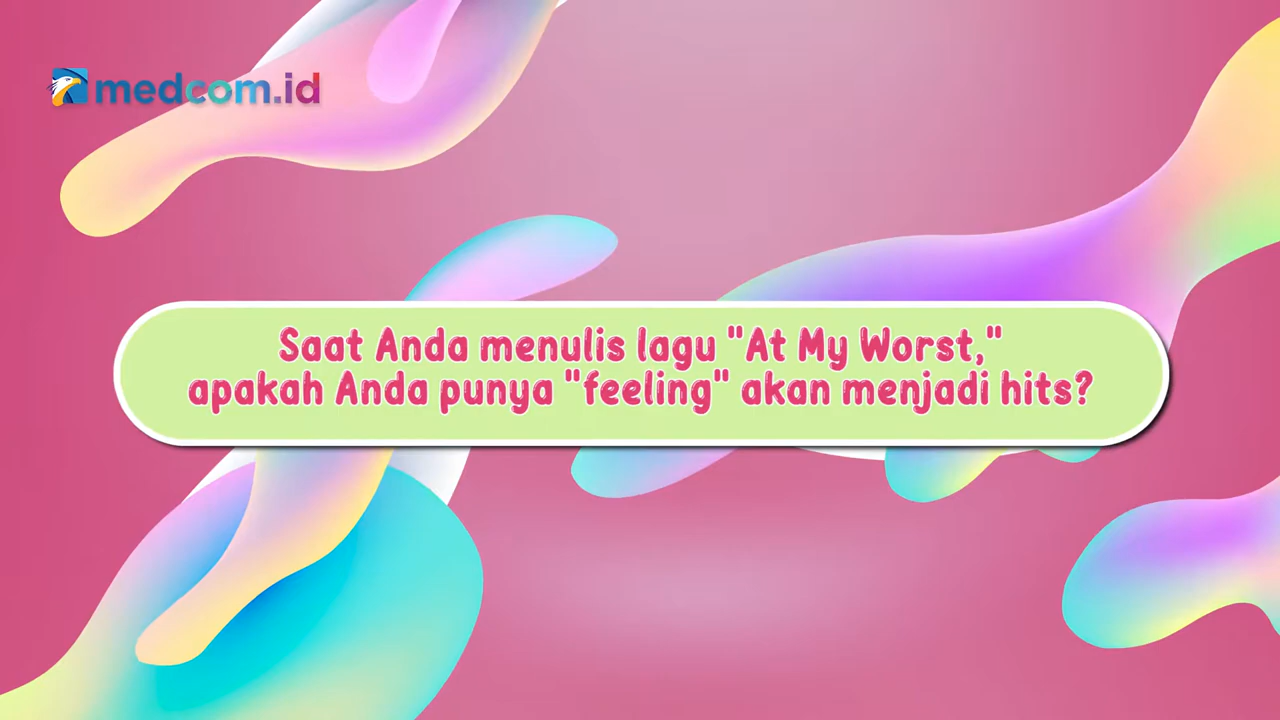 medcom.id
Saat Anda menulis lagu "At My Worst,"
apakah Anda punya "feeling" akan menjadi hits?